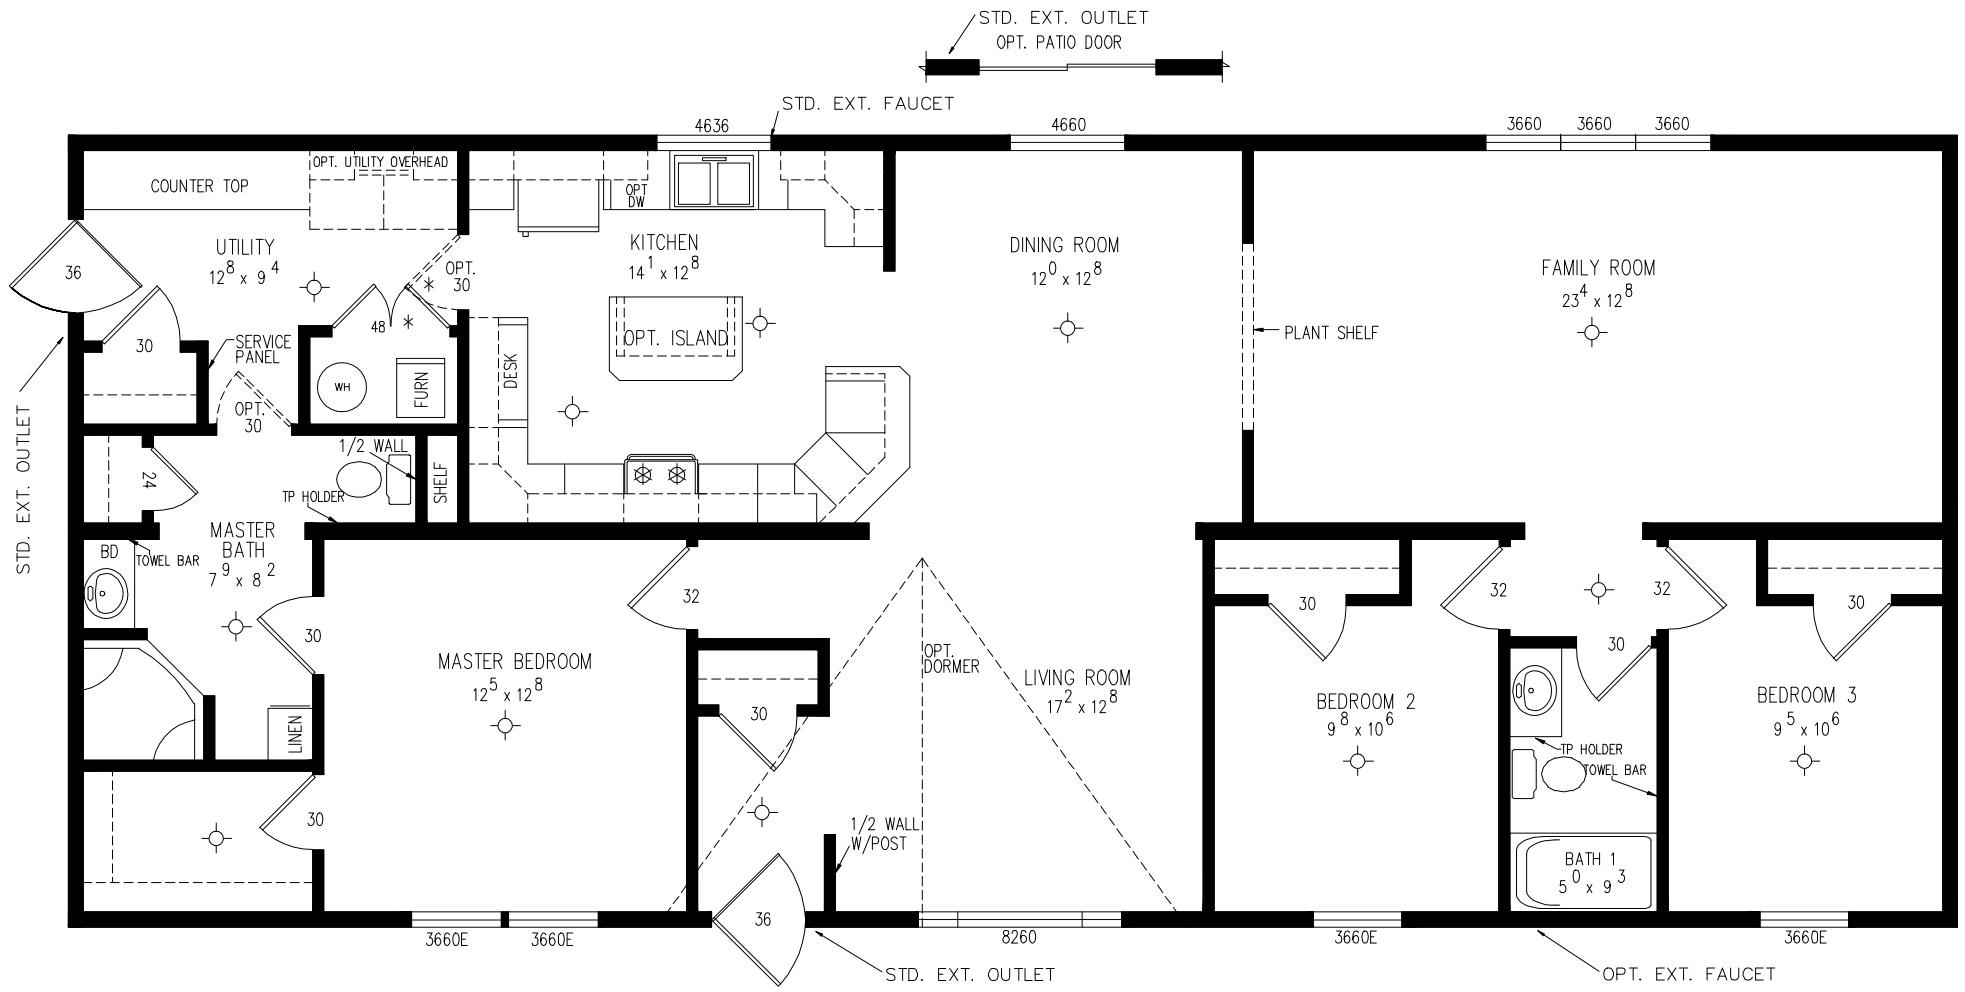 STD. EXT. OUTLET
OPT. PATIO DOOR
STD. EXT. FAUCET
4636
4660
3660
3660
3660
OPT. UTILITY OVERHEAD
COUNTER TOP
OPT
DW
UTILITY
12 8 x 9 4
36
KITCHEN
14 1 x 12 8
OPT.
30
*
DINING ROOM
12 0 x 12 8
FAMILY ROOM
23 4 x 12 8
48 *
30
SERVICE
PANEL
OPT. ISLAND
PLANT SHELF
WH
FURN
DESK
OPT.
30
STD. EXT. OUTLET
1/2 WALL
24
SHELF
TP HOLDER
MASTER
BATH
7 9 x 8 2
BD
TOWEL BAR
30
32
30
32
32
30
30
OPT.
DORMER
MASTER BEDROOM
12 5 x 12 8
LIVING ROOM
17 2 x 12 8
BEDROOM 2
9 8 x 10 6
BEDROOM 3
9 5 x 10 6
LINEN
30
TP HOLDER
TOWEL BAR
30
1/2 WALL
W/POST
BATH 1
5 0 x 9 3
36
3660E
3660E
8260
3660E
3660E
STD. EXT. OUTLET
OPT. EXT. FAUCET